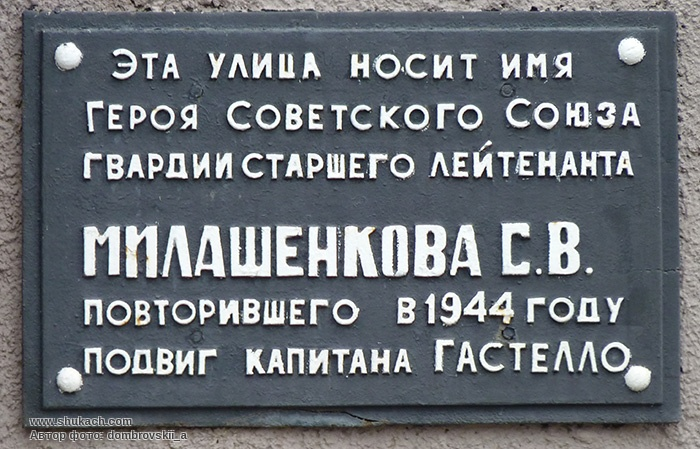 Эта улица носит имя
Героя Советского Союза
гвардии старшего лейтенанта
МИЛАШЕНКОВА С.В.
повторившего в 1944 году
подвиг капитана Гастелло
www.shukach.com
Автор фото: dombrovskii_a